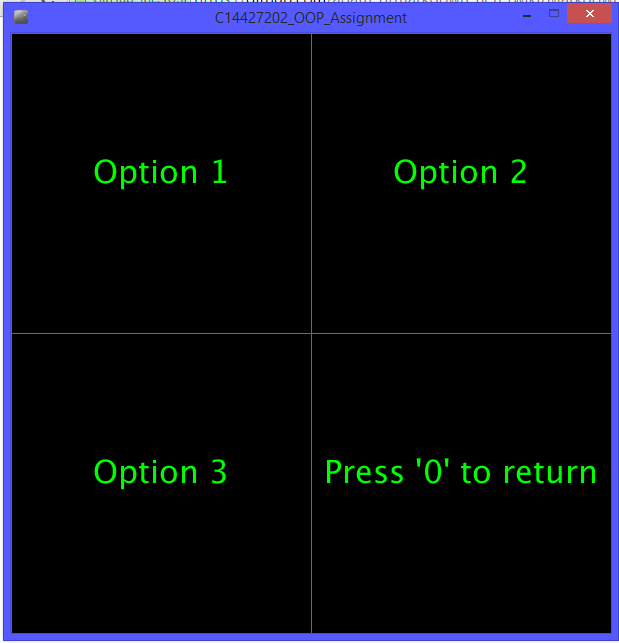 C14427202_OOP_Assignment
Option 1
Option 2
Option 3
Press '0' to return